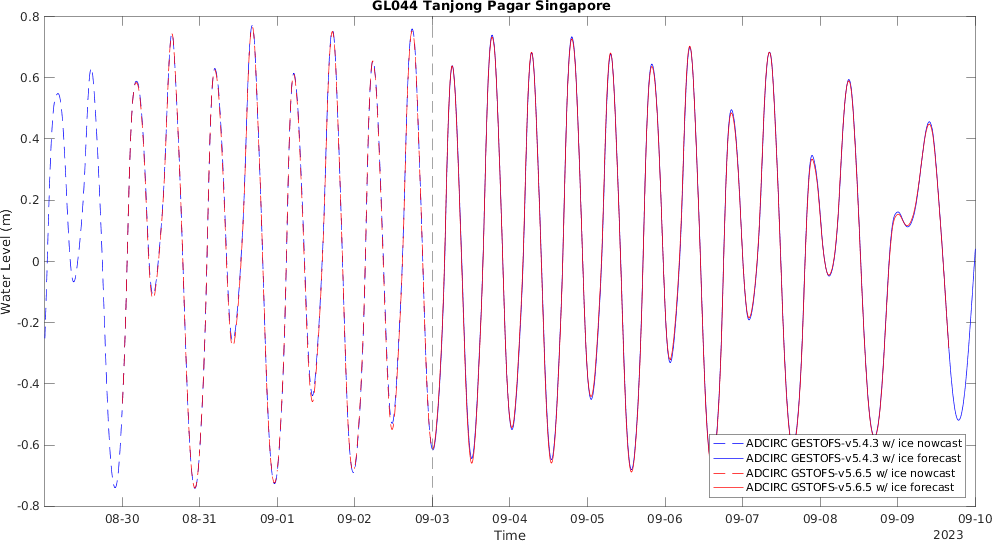 GL044 Tanjong Pagar Singapore
0.8
0.6
0.4
0.2
0
-0.2
-0.4
-0.6
-0.8
Water Level (m)
ADCIRC GESTOFS-v5.4.3 w/ ice nowcast
ADCIRC GESTOFS-v5.4.3 w/ ice forecast
ADCIRC GSTOFS-v5.6.5 w/ ice nowcast
ADCIRC GSTOFS-v5.6.5 w/ ice forecast
08-30 08-31 09-01 09-02 09-03 09-04 09-05 09-06 09-07 09-08 09-09 09-10
Time
2023